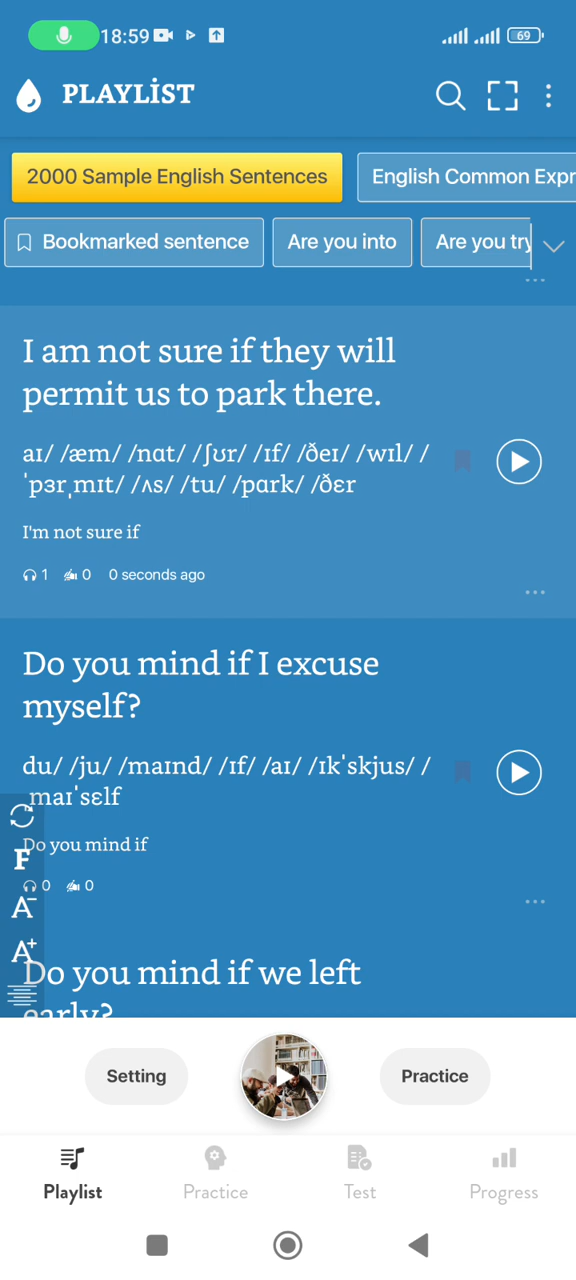 18:59
69
PLAYLİST
2000 Sample English Sentences
English Common Expr
Bookmarked sentence
Are you into
Are you try
I am not sure if they will
permit us to park there.
aɪ/ /æm/ /nɑt/ /ʃʊr/ /ɪf/ /ðeɪ/ /wɪl/ /
ˈpɜrˌmɪt/ /ʌs/ /tu/ /pɑrk/ /ðɛr
I'm not sure if
1 0 0 seconds ago
Do you mind if I excuse
myself?
du/ /ju/ /maɪnd/ /ɪf/ /aɪ/ /ɪkˈskjus/ /
ˌmaɪˈsɛlf
Do you mind if
F
0 0
A-
A+
Do you mind if we left
early?
Setting
Practice
Playlist
Practice
Test
Progress